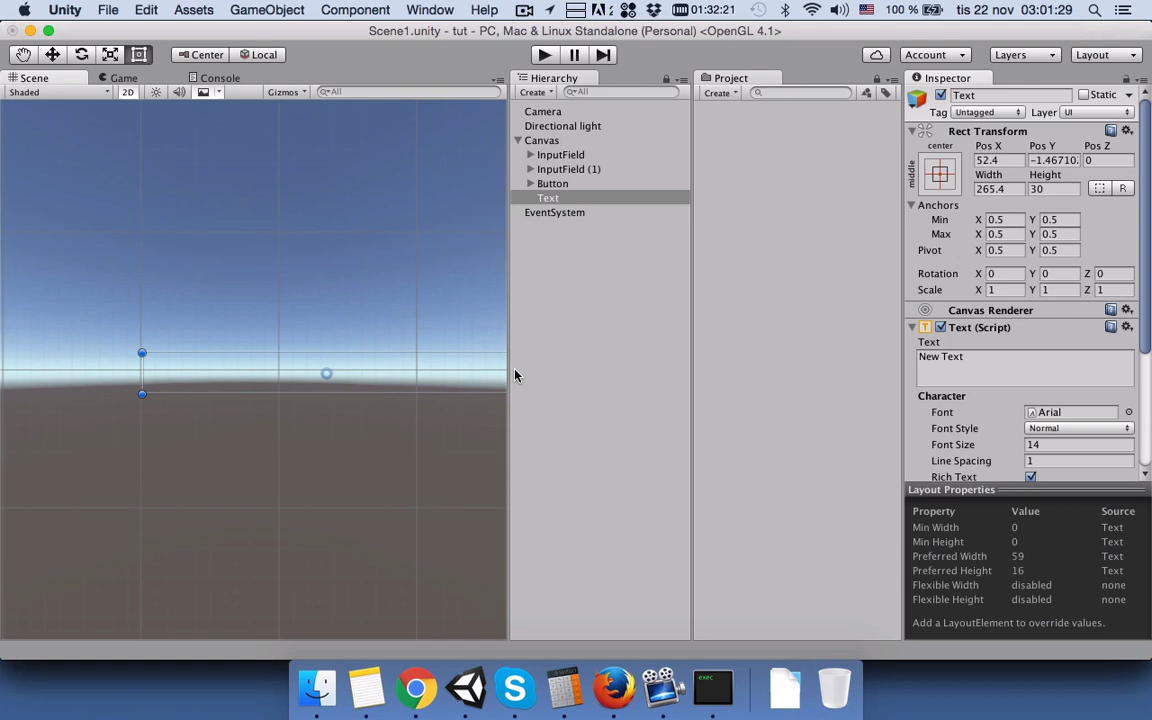 Unity File Edit Assets GameObject Component Window Help 01:32:21 100 % tis 22 nov 03:01:29
Scene1.unity - tut - PC, Mac & Linux Standalone (Personal) <OpenGL 4.1>
Center Local Account Layers Layout
Scene Game Console Hierarchy Project Inspector
Shaded 2D Gizmos All Create All Create Text Static
Tag Untagged Layer UI
Camera
Directional light
Canvas
InputField
InputField (1)
Button
Text
EventSystem
Rect Transform
center
middle
Pos X Pos Y Pos Z
52.4 -1.46710 0
Width Height
265.4 30 R
Anchors
Min X 0.5 Y 0.5
Max X 0.5 Y 0.5
Pivot X 0.5 Y 0.5
Rotation X 0 Y 0 Z 0
Scale X 1 Y 1 Z 1
Canvas Renderer
Text (Script)
Text
New Text
Character
Font Arial
Font Style Normal
Font Size 14
Line Spacing 1
Rich Text
Layout Properties
Property Value Source
Min Width 0 Text
Min Height 0 Text
Preferred Width 59 Text
Preferred Height 16 Text
Flexible Width disabled none
Flexible Height disabled none
Add a LayoutElement to override values.
exec